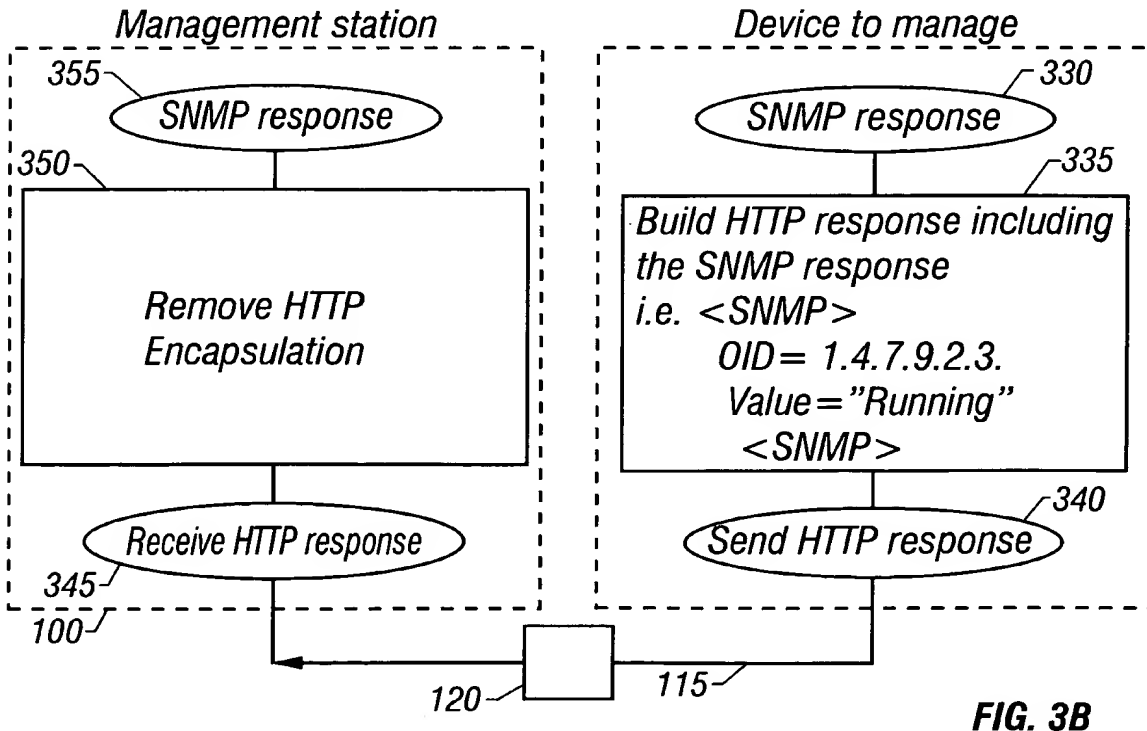 Management station
355
SNMP response
350
Remove HTTP
Encapsulation
Receive HTTP response
345
100
Device to manage
330
SNMP response
335
Build HTTP response including
the SNMP response
i.e. <SNMP>
OID= 1.4.7.9.2.3.
Value="Running"
<SNMP>
340
Send HTTP response
120
115
FIG. 3B